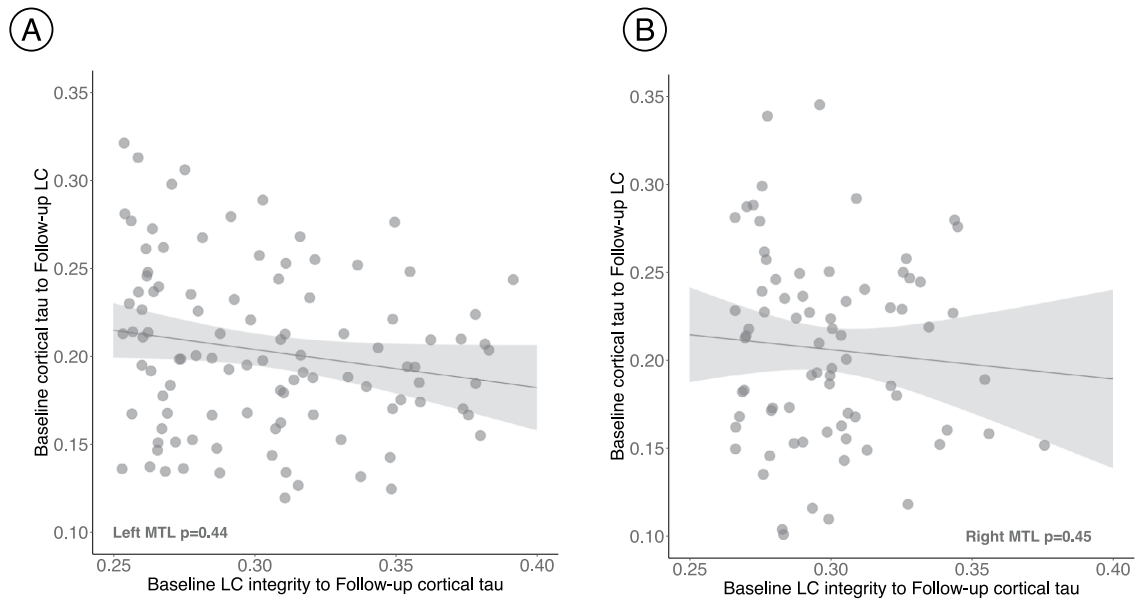 A
B
Baseline cortical tau to Follow-up LC
0.35
0.30
0.25
0.20
0.15
0.10
Left MTL p=0.44
0.25
0.30
0.35
0.40
Baseline LC integrity to Follow-up cortical tau
Baseline cortical tau to Follow-up LC
0.35
0.30
0.25
0.20
0.15
0.10
Right MTL p=0.45
0.25
0.30
0.35
0.40
Baseline LC integrity to Follow-up cortical tau